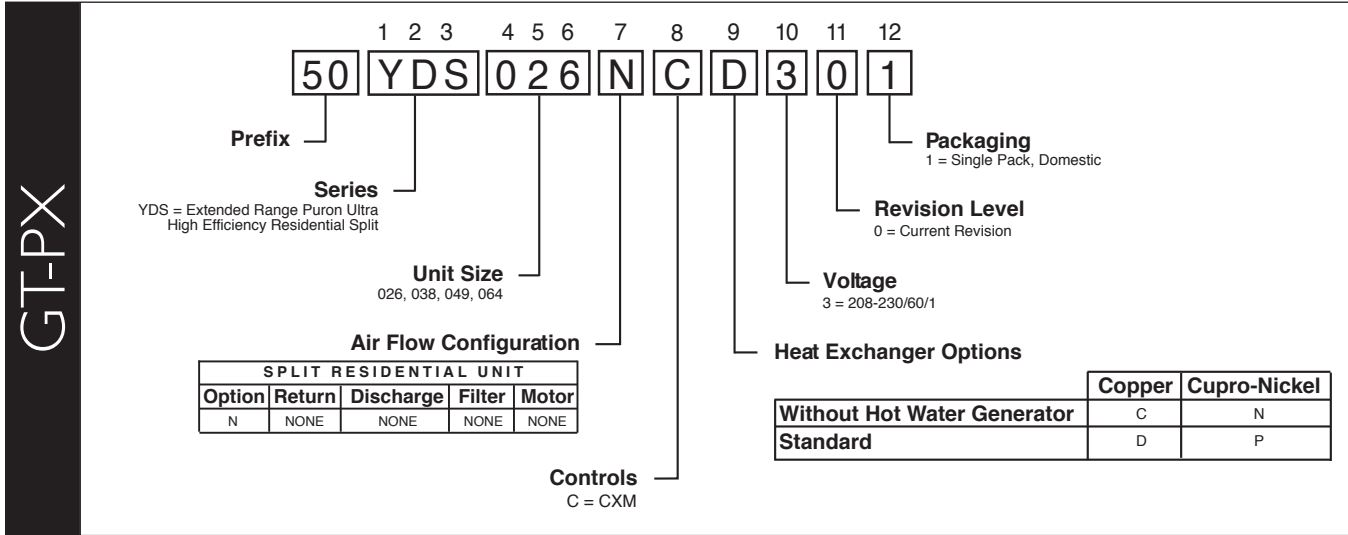 GT-PX
1 2 3 4 5 6 7 8 9 10 11 12
50 YDS 026 N C D 3 0 1
Prefix
Packaging
1 = Single Pack, Domestic
Series
YDS = Extended Range Puron Ultra
High Efficiency Residential Split
Revision Level
0 = Current Revision
Unit Size
026, 038, 049, 064
Voltage
3 = 208-230/60/1
Air Flow Configuration
SPLIT RESIDENTIAL UNIT
Option Return Discharge Filter Motor
N NONE NONE NONE NONE
Heat Exchanger Options
Copper Cupro-Nickel
Without Hot Water Generator C N
Standard D P
Controls
C = CXM